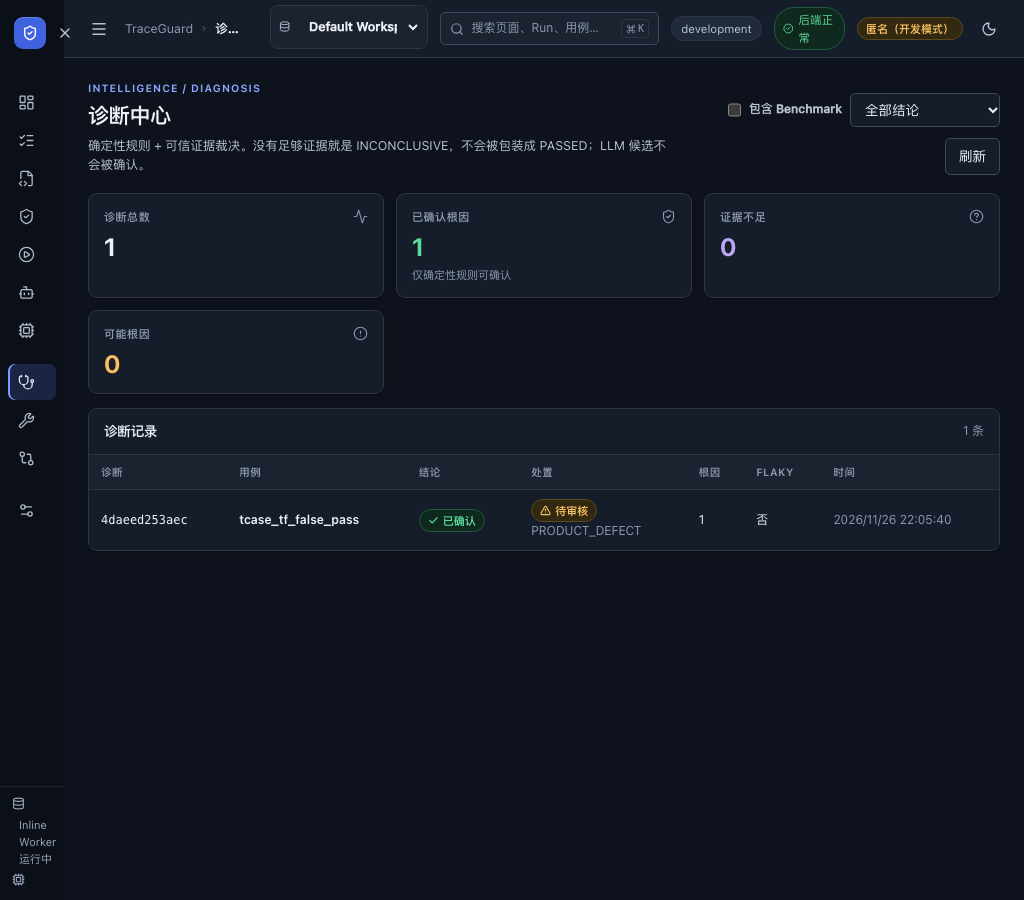 TraceGuard › 诊...
Default Worksp
搜索页面、Run、用例... ⌘K
development
后端正
常
匿名（开发模式）
INTELLIGENCE / DIAGNOSIS
诊断中心
确定性规则 + 可信证据裁决。没有足够证据就是 INCONCLUSIVE，不会被包装成 PASSED；LLM 候选不
会被确认。
包含 Benchmark
全部结论
刷新
诊断总数
1
已确认根因
1
仅确定性规则可确认
证据不足
0
可能根因
0
诊断记录 1 条
诊断 用例 结论 处置 根因 FLAKY 时间
4daeed253aec tcase_tf_false_pass 已确认 待审核 1 否 2026/11/26 22:05:40
PRODUCT_DEFECT
Inline
Worker
运行中